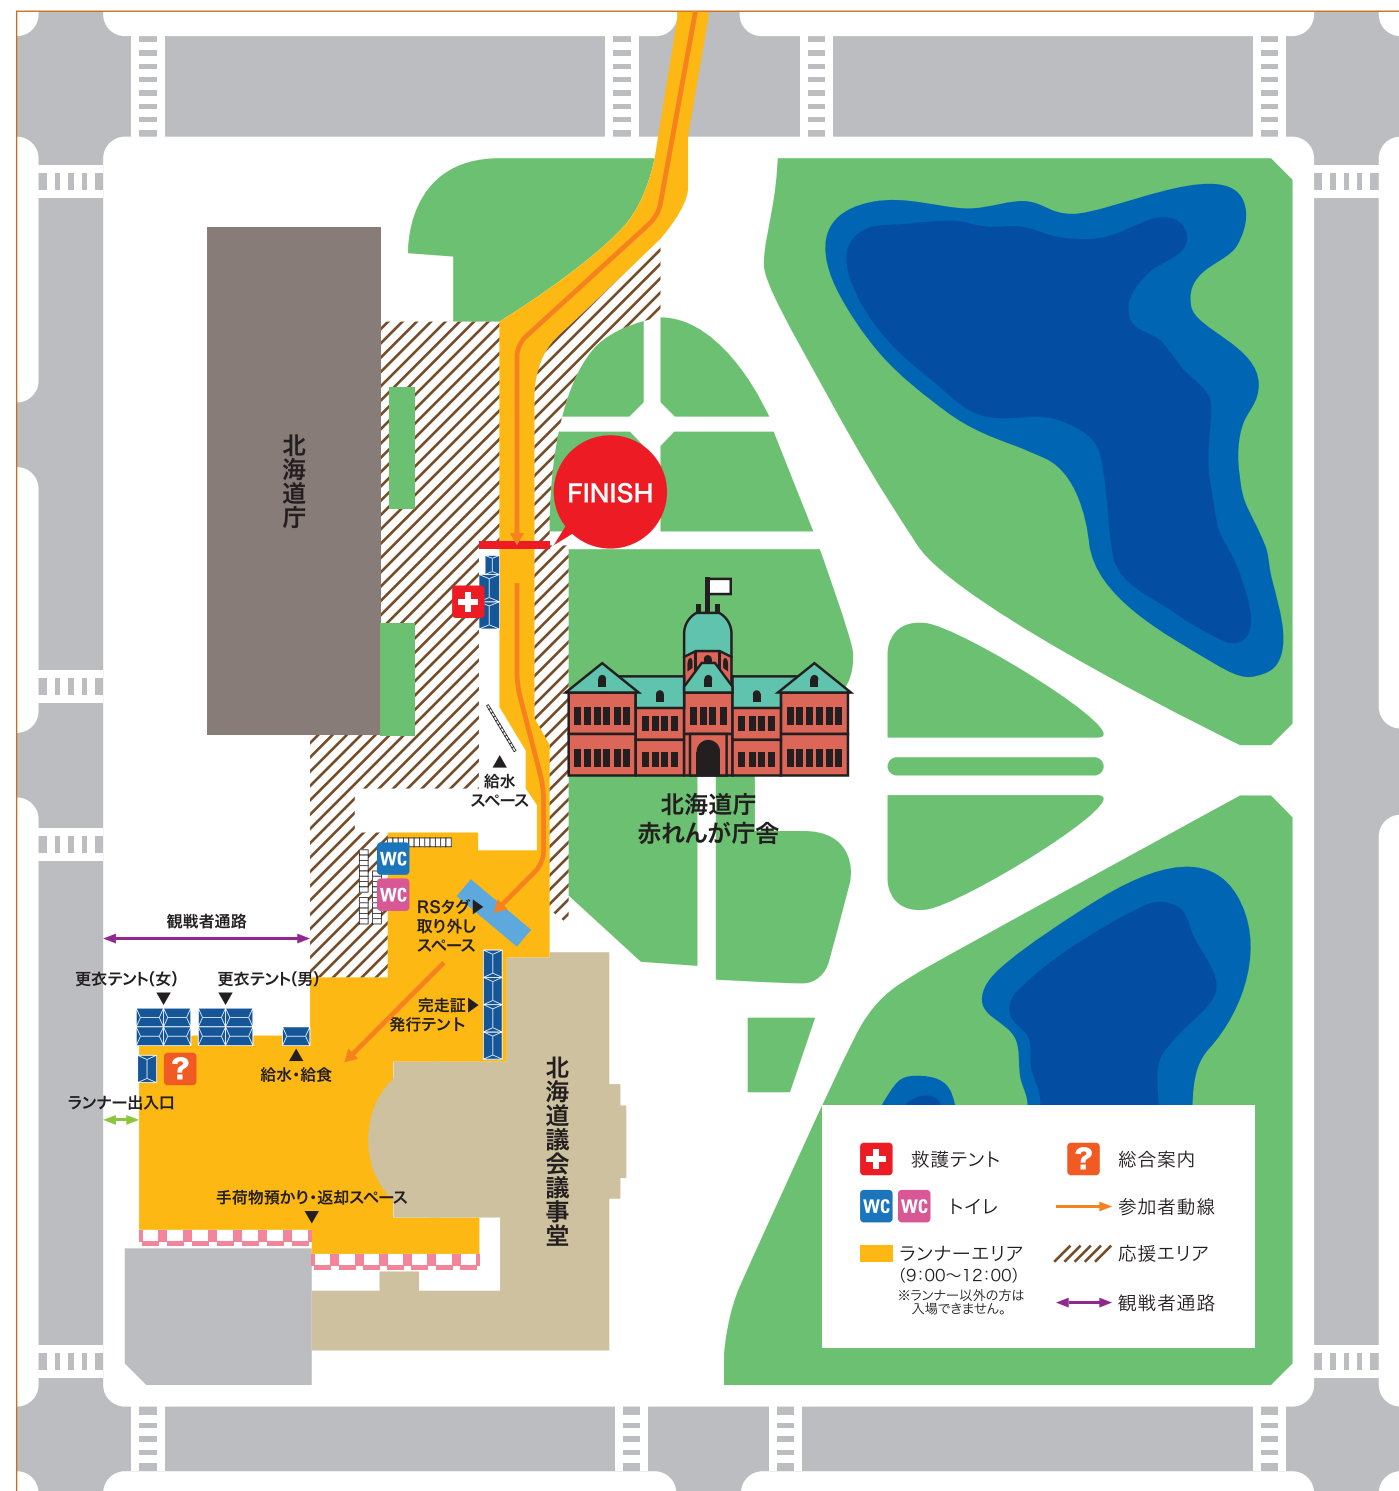 北海道庁
FINISH
給水
スペース
北海道庁
赤れんが庁舎
WC
WC
RSタグ
取り外し
スペース
観戦者通路
更衣テント(女)
更衣テント(男)
完走証
発行テント
?
給水・給食
ランナー出入口
北海道議会議事堂
手荷物預かり・返却スペース
救護テント
? 総合案内
WC WC トイレ
参加者動線
ランナーエリア
(9:00〜12:00)
※ランナー以外の方は
入場できません。
応援エリア
観戦者通路